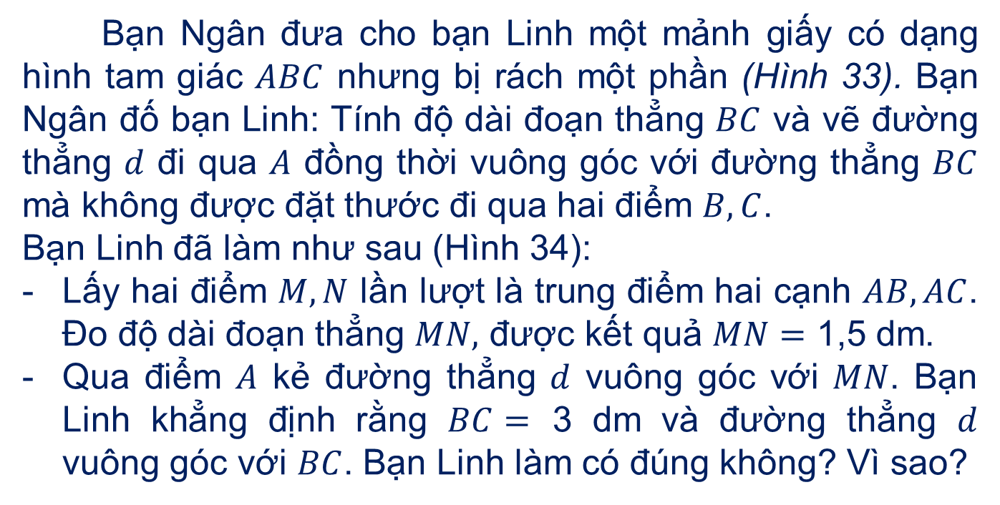 Bạn Ngân đưa cho bạn Linh một mảnh giấy có dạng
hình tam giác ABC nhưng bị rách một phần (Hình 33). Bạn
Ngân đố bạn Linh: Tính độ dài đoạn thẳng BC và vẽ đường
thẳng d đi qua A đồng thời vuông góc với đường thẳng BC
mà không được đặt thước đi qua hai điểm B, C.
Bạn Linh đã làm như sau (Hình 34):
- Lấy hai điểm M, N lần lượt là trung điểm hai cạnh AB, AC.
Đo độ dài đoạn thẳng MN, được kết quả MN = 1,5 dm.
- Qua điểm A kẻ đường thẳng d vuông góc với MN. Bạn
Linh khẳng định rằng BC = 3 dm và đường thẳng d
vuông góc với BC. Bạn Linh làm có đúng không? Vì sao?